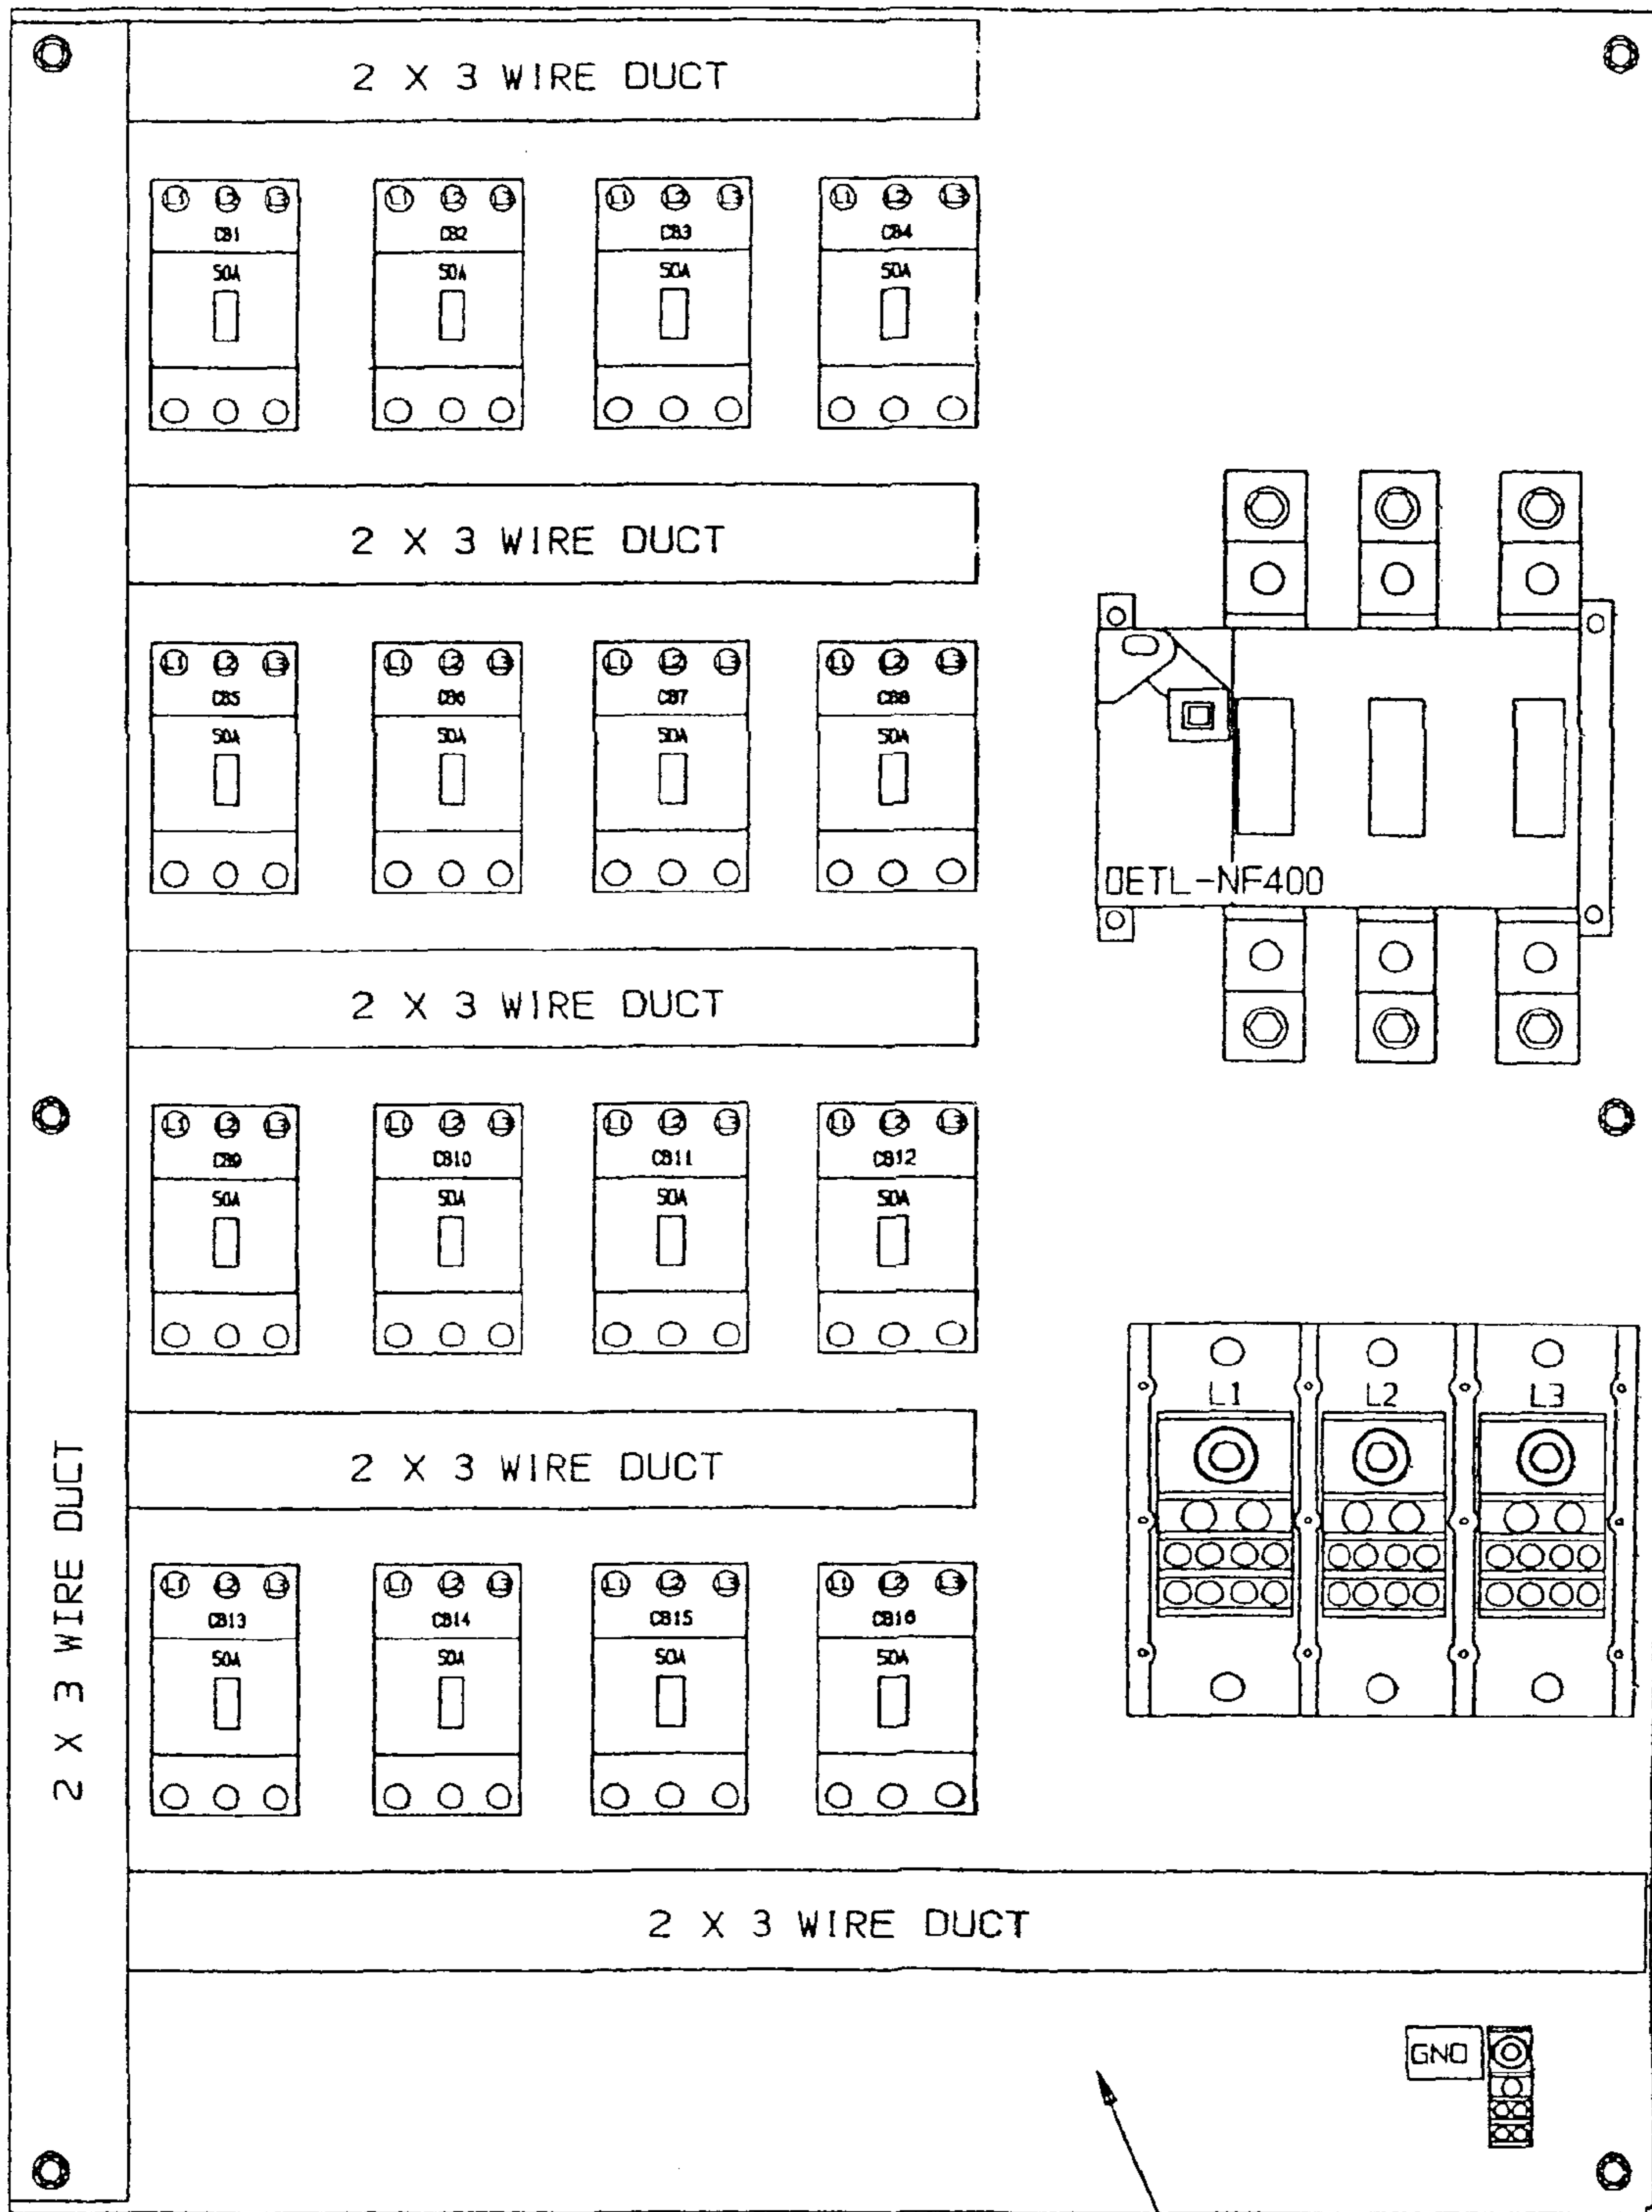 2 X 3 WIRE DUCT
L1 L2 L3 L1 L2 L3 L1 L2 L3 L1 L2 L3
CB1 CB2 CB3 CB4
50A 50A 50A 50A
2 X 3 WIRE DUCT
L1 L2 L3 L1 L2 L3 L1 L2 L3 L1 L2 L3
CB5 CB6 CB7 CB8
50A 50A 50A 50A
OETL-NF400
2 X 3 WIRE DUCT
L1 L2 L3 L1 L2 L3 L1 L2 L3 L1 L2 L3
CB9 CB10 CB11 CB12
50A 50A 50A 50A
L1 L2 L3
2 X 3 WIRE DUCT
2 X 3 WIRE DUCT
L1 L2 L3 L1 L2 L3 L1 L2 L3 L1 L2 L3
CB13 CB14 CB15 CB16
50A 50A 50A 50A
2 X 3 WIRE DUCT
GND